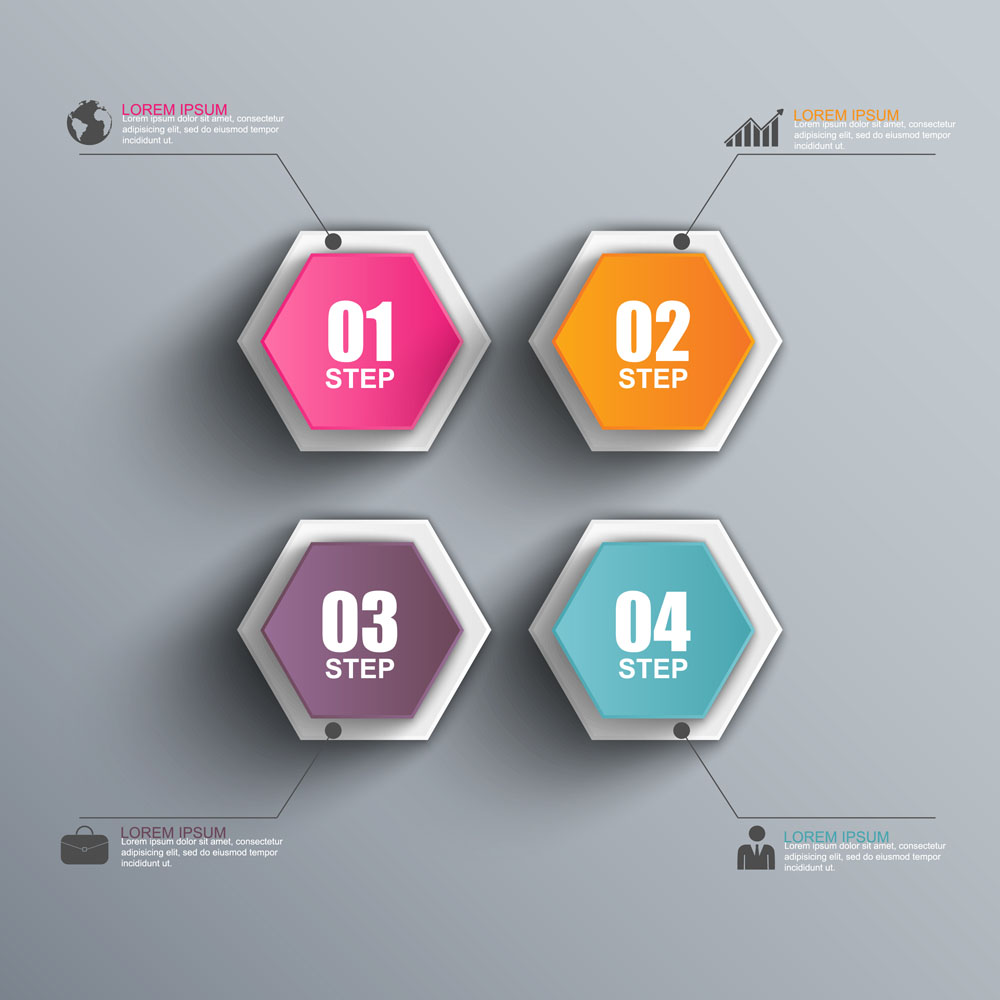 LOREM IPSUM
Lorem ipsum dolor sit amet, consectetur
adipisicing elit, sed do eiusmod tempor
incididunt ut.
LOREM IPSUM
Lorem ipsum dolor sit amet, consectetur
adipisicing elit, sed do eiusmod tempor
incididunt ut.
01
STEP
02
STEP
03
STEP
04
STEP
LOREM IPSUM
Lorem ipsum dolor sit amet, consectetur
adipisicing elit, sed do eiusmod tempor
incididunt ut.
LOREM IPSUM
Lorem ipsum dolor sit amet, consectetur
adipisicing elit, sed do eiusmod tempor
incididunt ut.